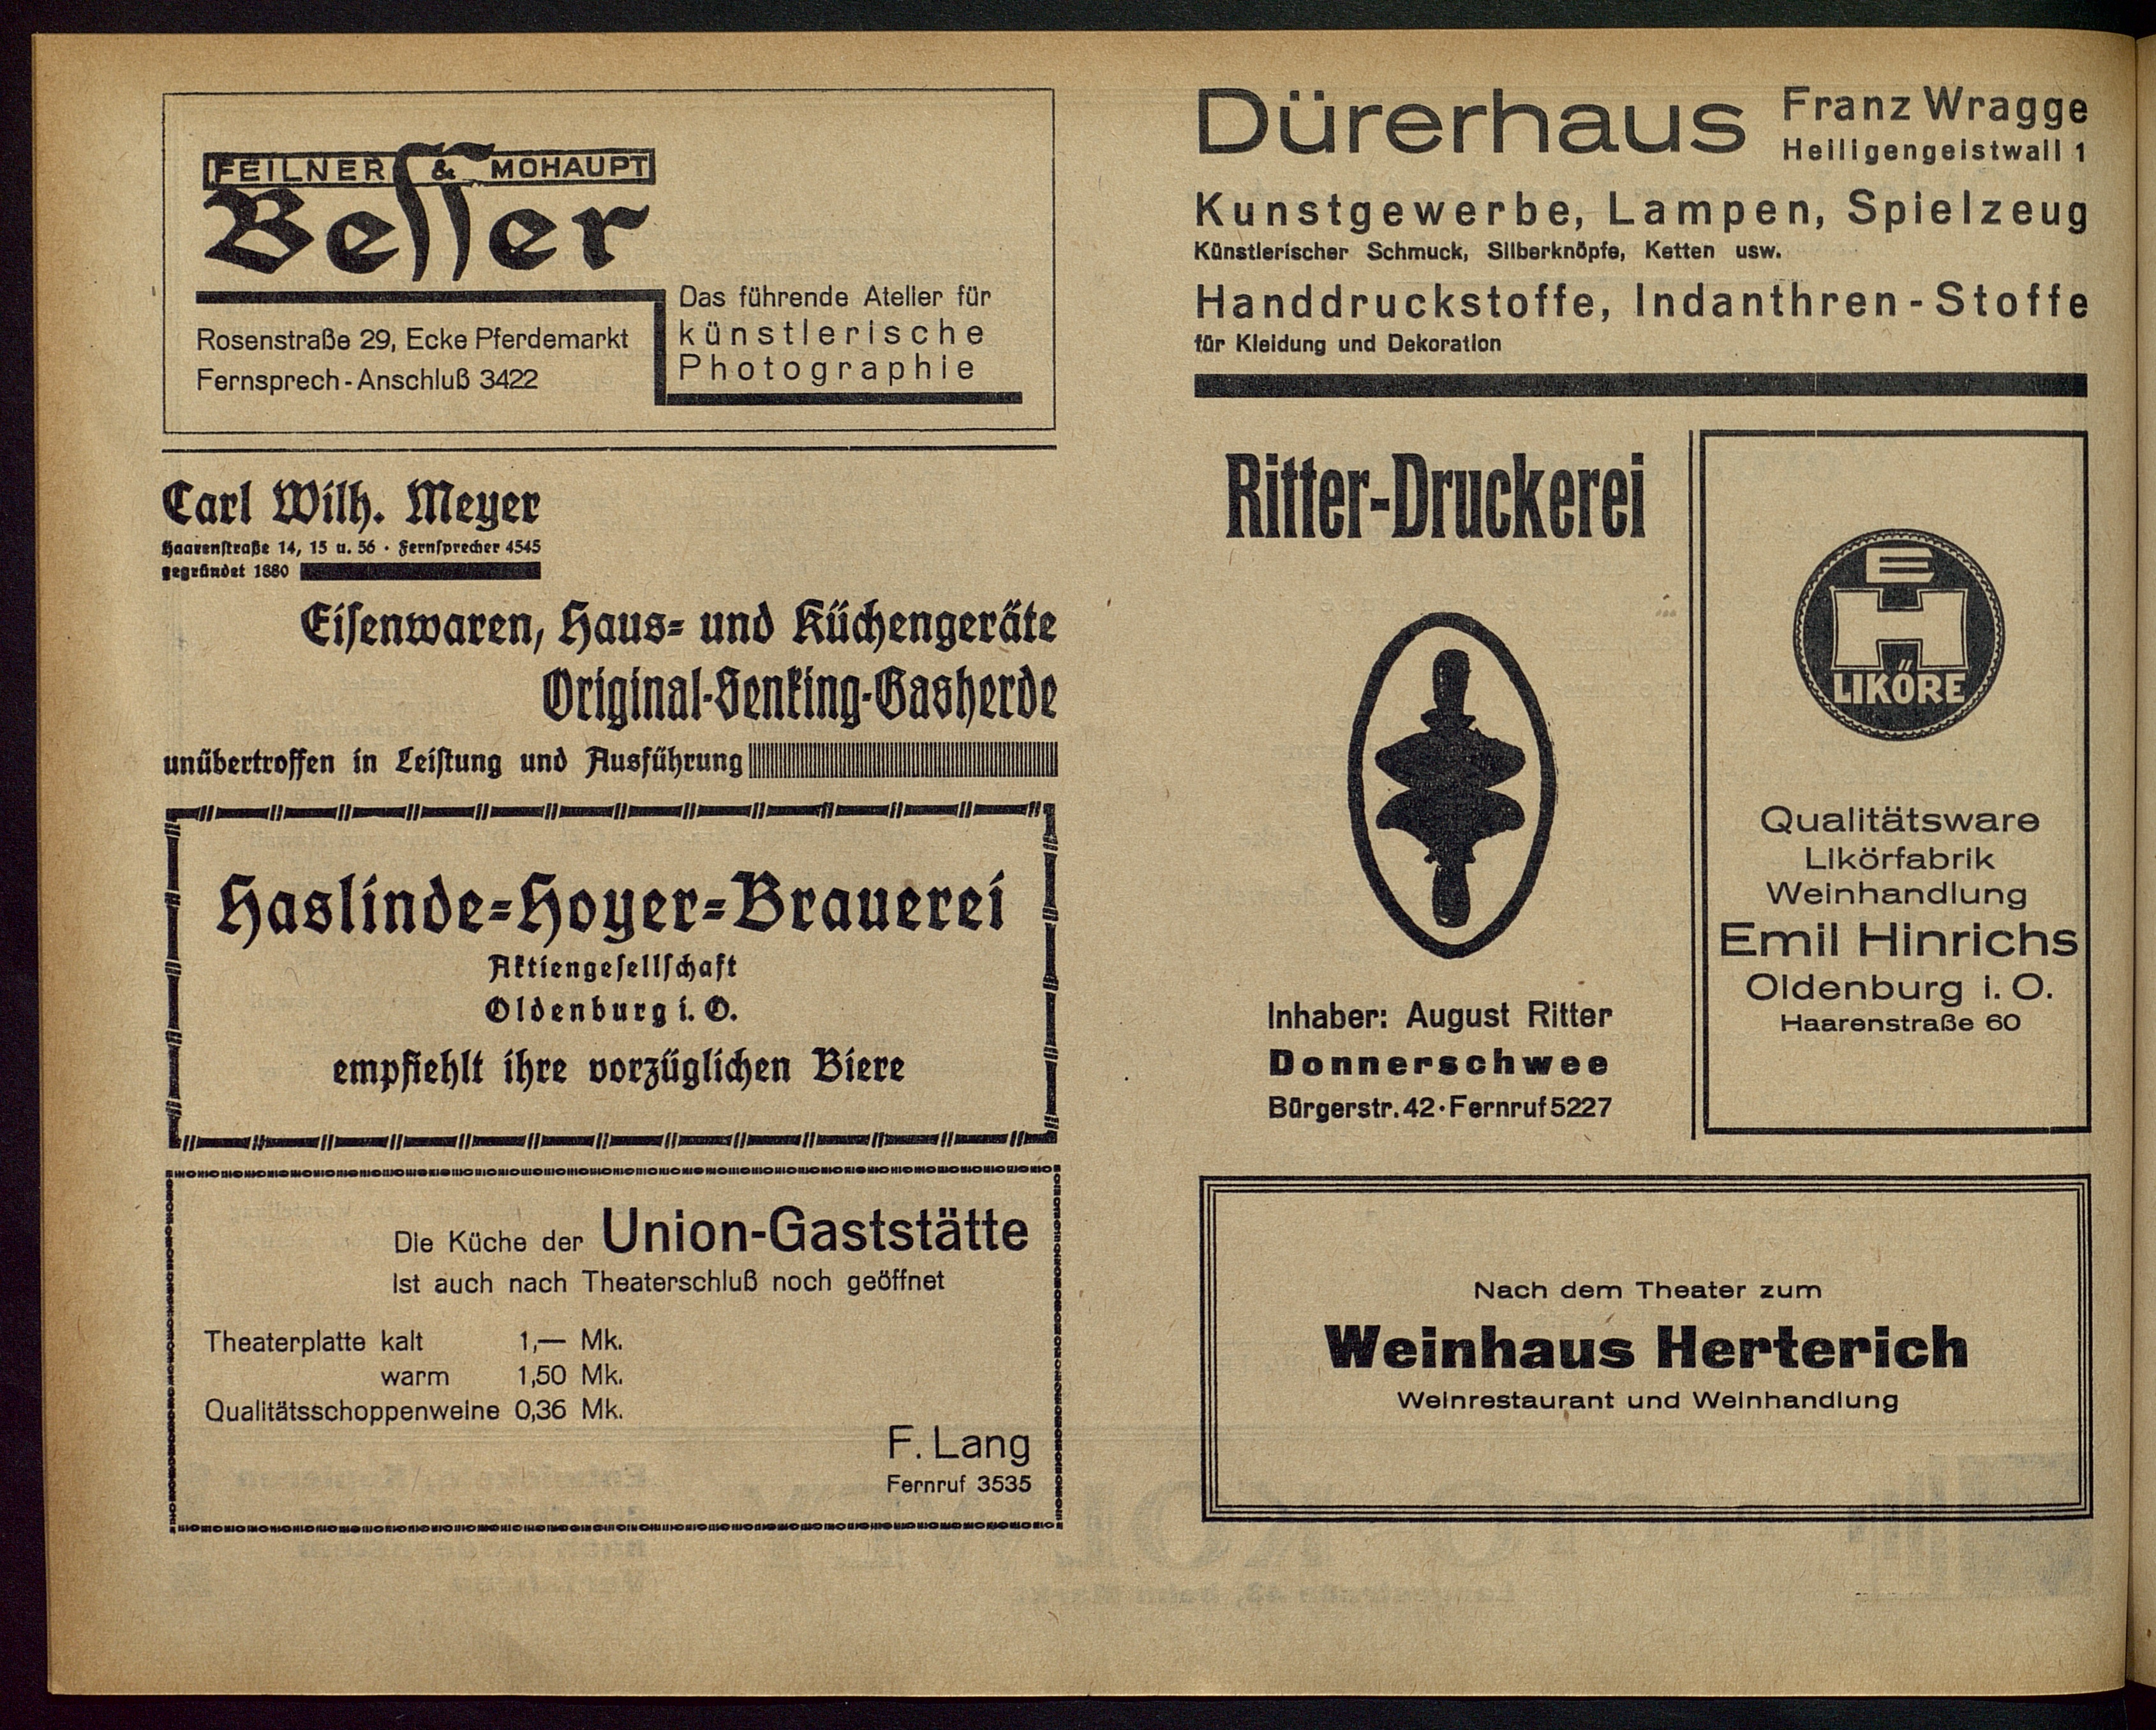 FEILNER & MOHAUPT
Besser
Rosenstraße 29, Ecke Pferdemarkt
Fernsprech-Anschluß 3422
Das führende Atelier für
künstlerische
Photographie
Carl Wilh. Meyer
Haarenstraße 14, 15 u. 56 · Fernsprecher 4545
gegründet 1880
Eisenwaren, Haus- und Küchengeräte
Original-Senking-Gasherde
unübertroffen in Leistung und Ausführung
Haslinde-Hoyer-Brauerei
Aktiengesellschaft
Oldenburg i. O.
empfiehlt ihre vorzüglichen Biere
Die Küche der Union-Gaststätte
ist auch nach Theaterschluß noch geöffnet
Theaterplatte kalt 1,— Mk.
warm 1,50 Mk.
Qualitätsschoppenweine 0,36 Mk.
F. Lang
Fernruf 3535
Dürerhaus Franz Wragge
Heiligengeistwall 1
Kunstgewerbe, Lampen, Spielzeug
Künstlerischer Schmuck, Silberknöpfe, Ketten usw.
Handdruckstoffe, Indanthren-Stoffe
für Kleidung und Dekoration
Ritter-Druckerei
Inhaber: August Ritter
Donnerschwee
Bürgerstr. 42 · Fernruf 5227
E
H
LIKÖRE
Qualitätsware
Likörfabrik
Weinhandlung
Emil Hinrichs
Oldenburg i. O.
Haarenstraße 60
Nach dem Theater zum
Weinhaus Herterich
Weinrestaurant und Weinhandlung